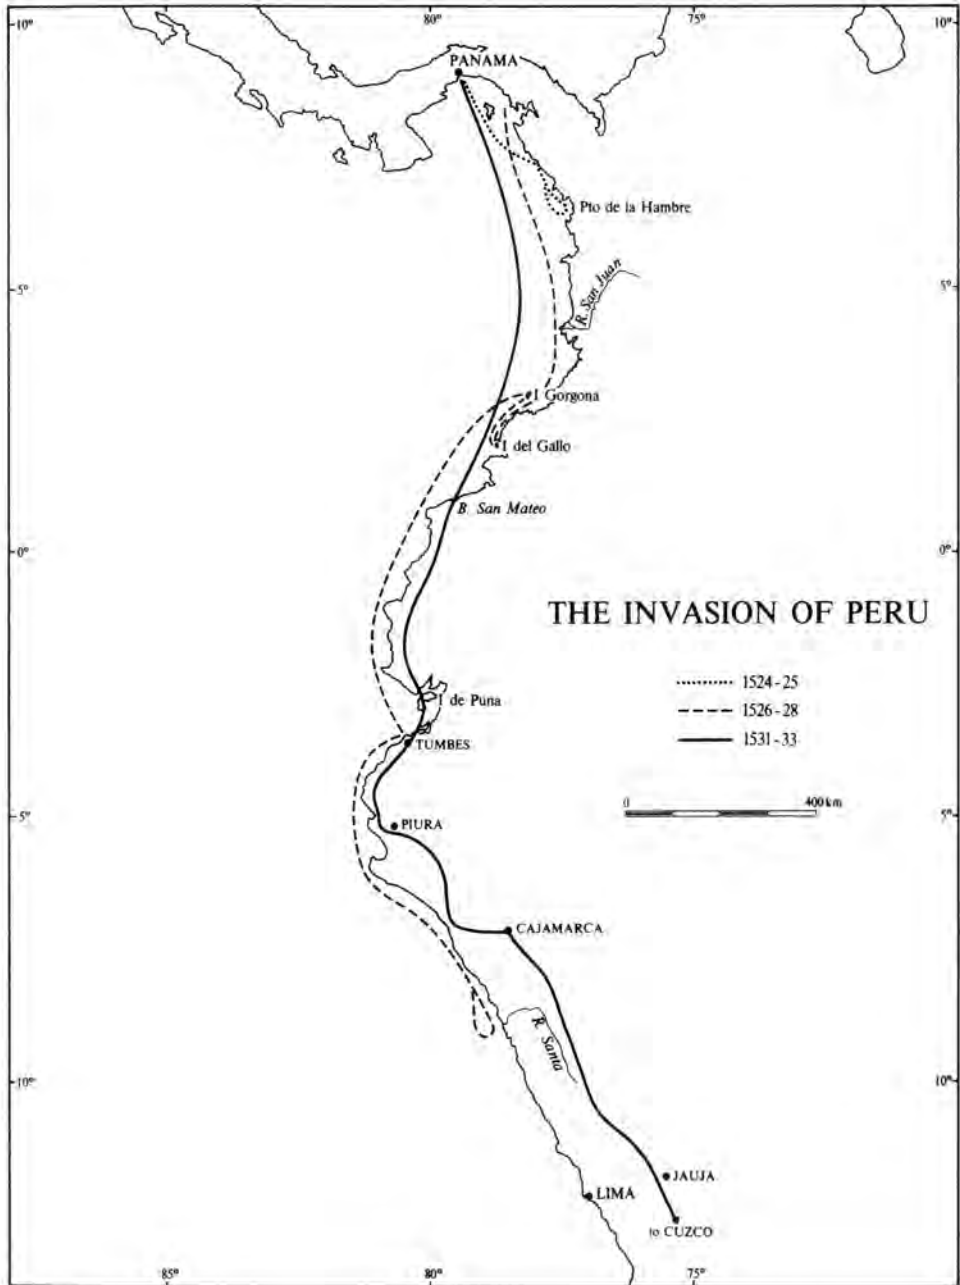 80°
75°
10°
10°
PANAMA
Pto de la Hambre
R. San Juan
5°
5°
I Gorgona
I del Gallo
B. San Mateo
0°
0°
THE INVASION OF PERU
1524-25
1526-28
1531-33
I de Puna
TUMBES
0
400km
5°
5°
PIURA
CAJAMARCA
R. Santa
10°
10°
JAUJA
LIMA
to CUZCO
85°
80°
75°